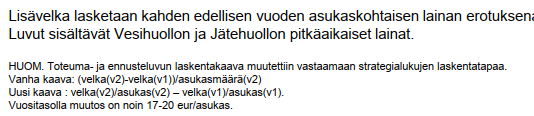 Lisävelka lasketaan kahden edellisen vuoden asukaskohtaisen lainan erotuksena
Luvut sisältävät Vesihuollon ja Jätehuollon pitkäaikaiset lainat.
HUOM. Toteuma- ja ennusteluvun laskentakaava muutettiin vastaamaan strategialukujen laskentatapaa.
Vanha kaava: (velka(v2)-velka(v1))/asukasmäärä(v2)
Uusi kaava : velka(v2)/asukas(v2) – velka(v1)/asukas(v1).
Vuositasolla muutos on noin 17-20 eur/asukas.